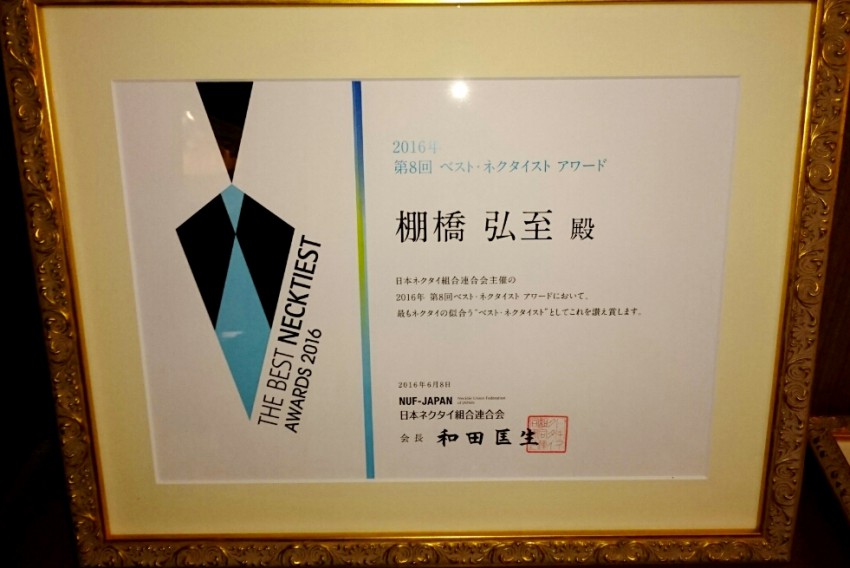 THE BEST NECKTIEST
AWARDS 2016
2016年
第8回 ベスト・ネクタイスト アワード
棚橋 弘至 殿
日本ネクタイ組合連合会主催の
2016年 第8回ベスト・ネクタイスト アワードにおいて、
最もネクタイの似合う"ベスト・ネクタイスト"としてこれを讃え賞します。
2016年6月8日
NUF-JAPAN
日本ネクタイ組合連合会
会長 和田匡生